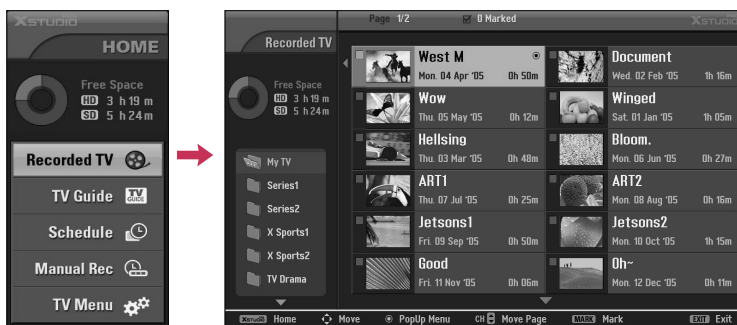 XSTUDIO
HOME
Free Space
HD 3 h 19 m
SD 5 h 24 m
Recorded TV
TV Guide TV GUIDE
Schedule
Manual Rec
TV Menu
Page 1/2 0 Marked XSTUDIO
Recorded TV
Free Space
HD 3 h 19 m
SD 5 h 24 m
My TV
Series1
Series2
X Sports1
X Sports2
TV Drama
West M
Mon. 04 Apr '05 0h 50m
Document
Wed. 02 Feb '05 1h 16m
Wow
Thu. 05 May '05 0h 12m
Winged
Sat. 01 Jan '05 1h 05m
Hellsing
Thu. 03 Mar '05 0h 48m
Bloom.
Mon. 06 Jun '05 0h 27m
ART1
Thu. 07 Jul '05 0h 25m
ART2
Mon. 08 Aug '05 0h 16m
Jetsons1
Fri. 09 Sep '05 0h 50m
Jetsons2
Mon. 10 Oct '05 1h 15m
Good
Fri. 11 Nov '05 0h 06m
Oh~
Mon. 12 Dec '05 0h 11m
XSTUDIO Home Move PopUp Menu CH Move Page MARK Mark EXIT Exit